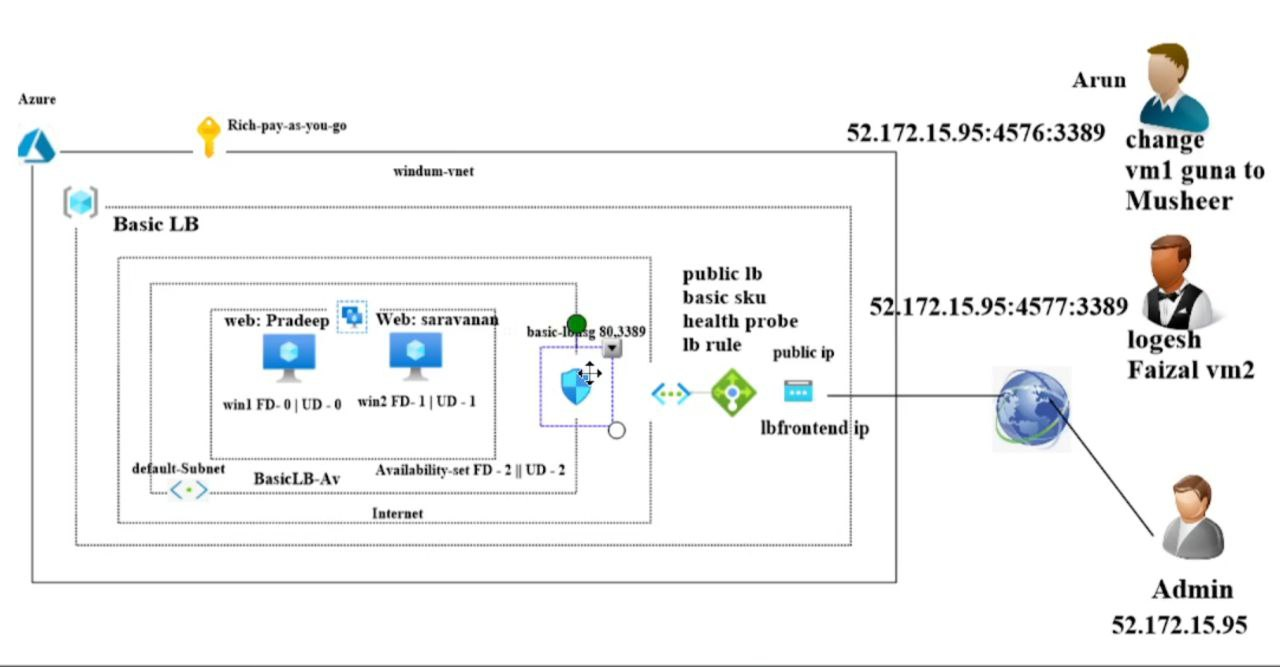 Azure
Rich-pay-as-you-go
windum-vnet
Basic LB
web: Pradeep
Web: saravanan
win1 FD- 0 | UD - 0
win2 FD- 1 | UD - 1
default-Subnet
BasicLB-Av
Availability-set FD - 2 || UD - 2
Internet
basic-lbnsg 80,3389
public lb
basic sku
health probe
lb rule
public ip
lbfrontend ip
52.172.15.95:4576:3389
Arun
change
vm1 guna to
Musheer
52.172.15.95:4577:3389
logesh
Faizal vm2
Admin
52.172.15.95